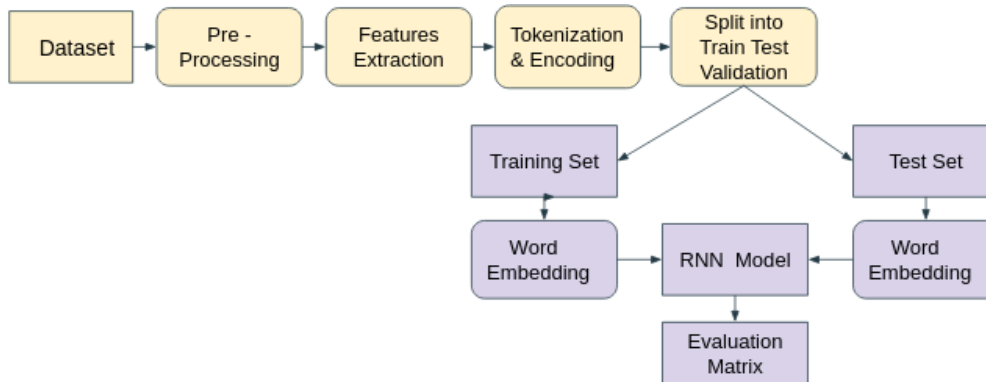 Dataset
Pre -
Processing
Features
Extraction
Tokenization
& Encoding
Split into
Train Test
Validation
Training Set
Test Set
Word
Embedding
RNN Model
Word
Embedding
Evaluation
Matrix